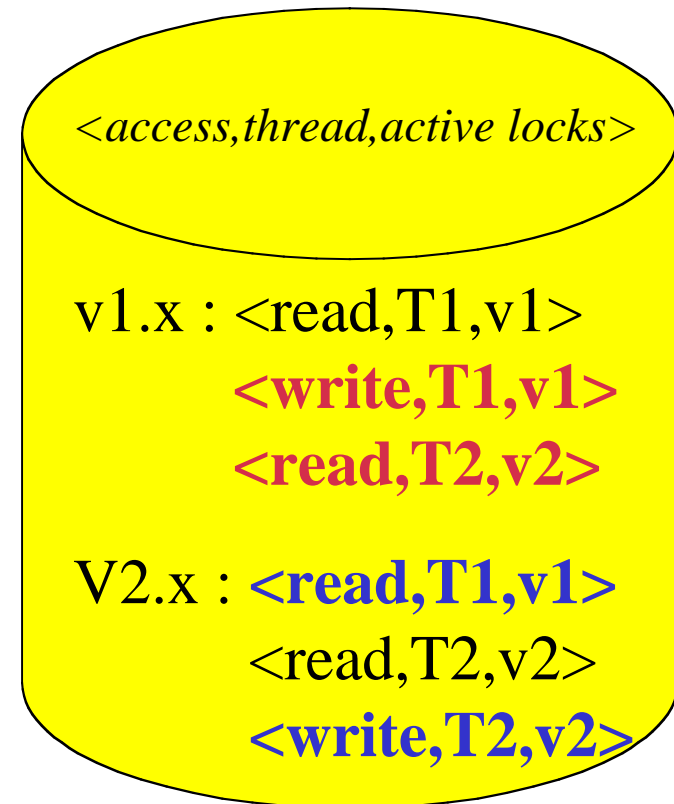 <access,thread,active locks>
v1.x : <read,T1,v1>
<write,T1,v1>
<read,T2,v2>
V2.x : <read,T1,v1>
<read,T2,v2>
<write,T2,v2>